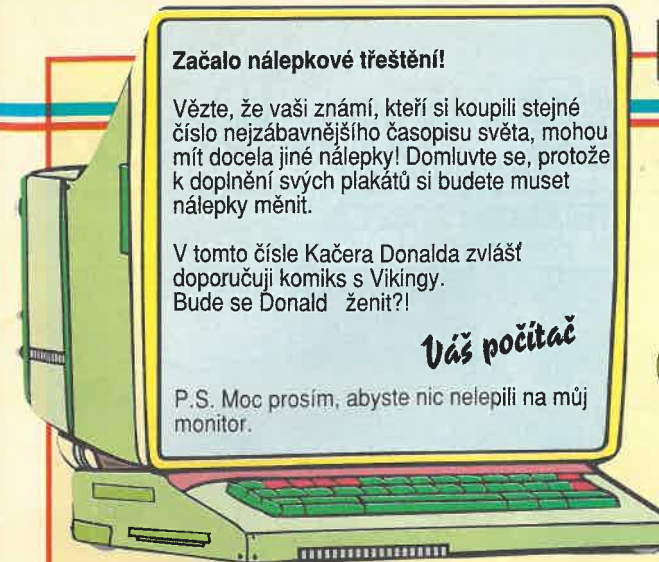 Začalo nálepkové třeštění!
Vězte, že vaši známí, kteří si koupili stejné
číslo nejzábavnějšího časopisu světa, mohou
mít docela jiné nálepky! Domluvte se, protože
k doplnění svých plakátů si budete muset
nálepky měnit.
V tomto čísle Kačera Donalda zvlášť
doporučuji komiks s Vikingy.
Bude se Donald ženit?!
Váš počítač
P.S. Moc prosím, abyste nic nelepili na můj
monitor.